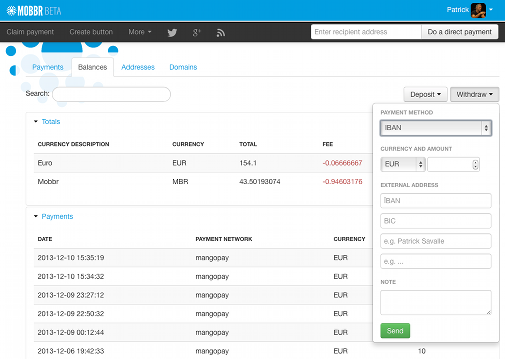 MOBBR BETA
Patrick
Claim payment Create button More Enter recipient address Do a direct payment
Payments Balances Addresses Domains
Search: Deposit Withdraw
PAYMENT METHOD
IBAN
CURRENCY AND AMOUNT
EUR
EXTERNAL ADDRESS
IBAN
BIC
e.g. Patrick Savalle
e.g. ...
NOTE
Send
Totals
CURRENCY DESCRIPTION CURRENCY TOTAL FEE
Euro EUR 154.1 -0.06666667
Mobbr MBR 43.50193074 -0.94603176
Payments
DATE PAYMENT NETWORK CURRENCY
2013-12-10 15:35:19 mangopay EUR
2013-12-10 15:34:32 mangopay EUR
2013-12-09 23:27:12 mangopay EUR
2013-12-09 22:50:32 mangopay EUR
2013-12-09 00:12:44 mangopay EUR
2013-12-06 19:42:33 mangopay EUR 10